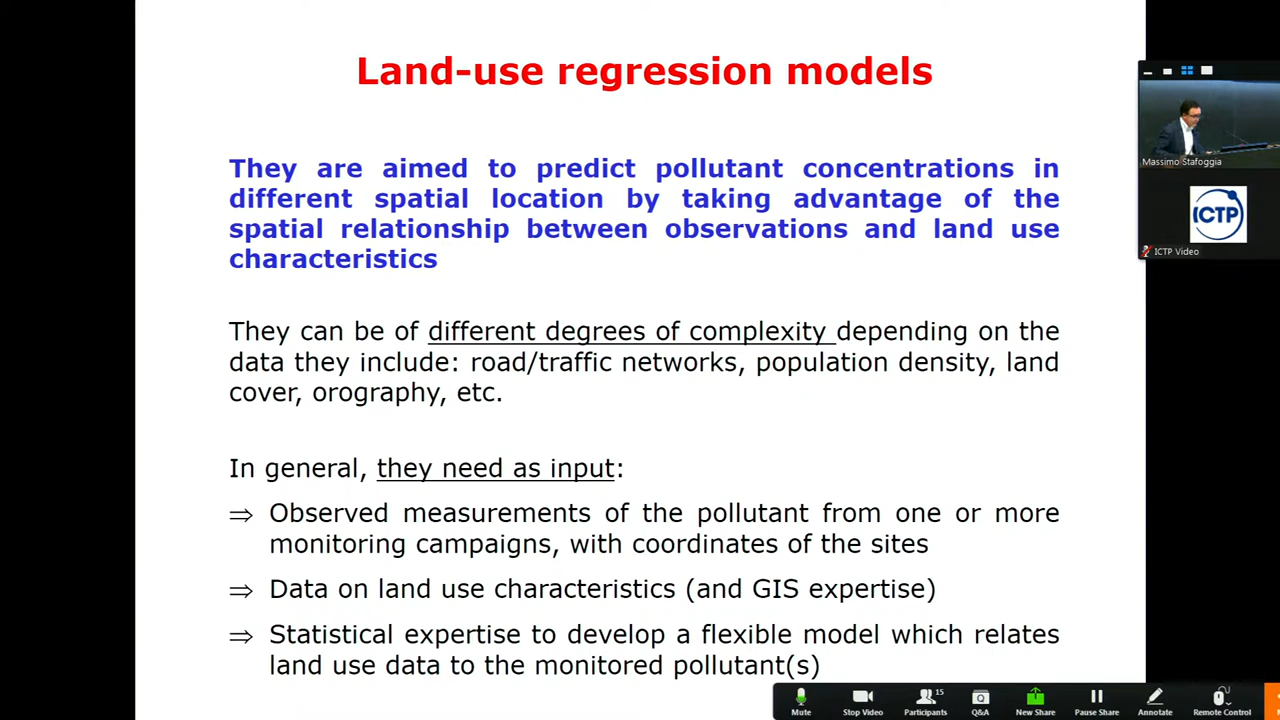 Land-use regression models
They are aimed to predict pollutant concentrations in
different spatial location by taking advantage of the
spatial relationship between observations and land use
characteristics
They can be of different degrees of complexity depending on the
data they include: road/traffic networks, population density, land
cover, orography, etc.
In general, they need as input:
⇒ Observed measurements of the pollutant from one or more
monitoring campaigns, with coordinates of the sites
⇒ Data on land use characteristics (and GIS expertise)
⇒ Statistical expertise to develop a flexible model which relates
land use data to the monitored pollutant(s)
Massimo Stafoggia
ICTP
ICTP Video
15
Mute Stop Video Participants Q&A New Share Pause Share Annotate Remote Control